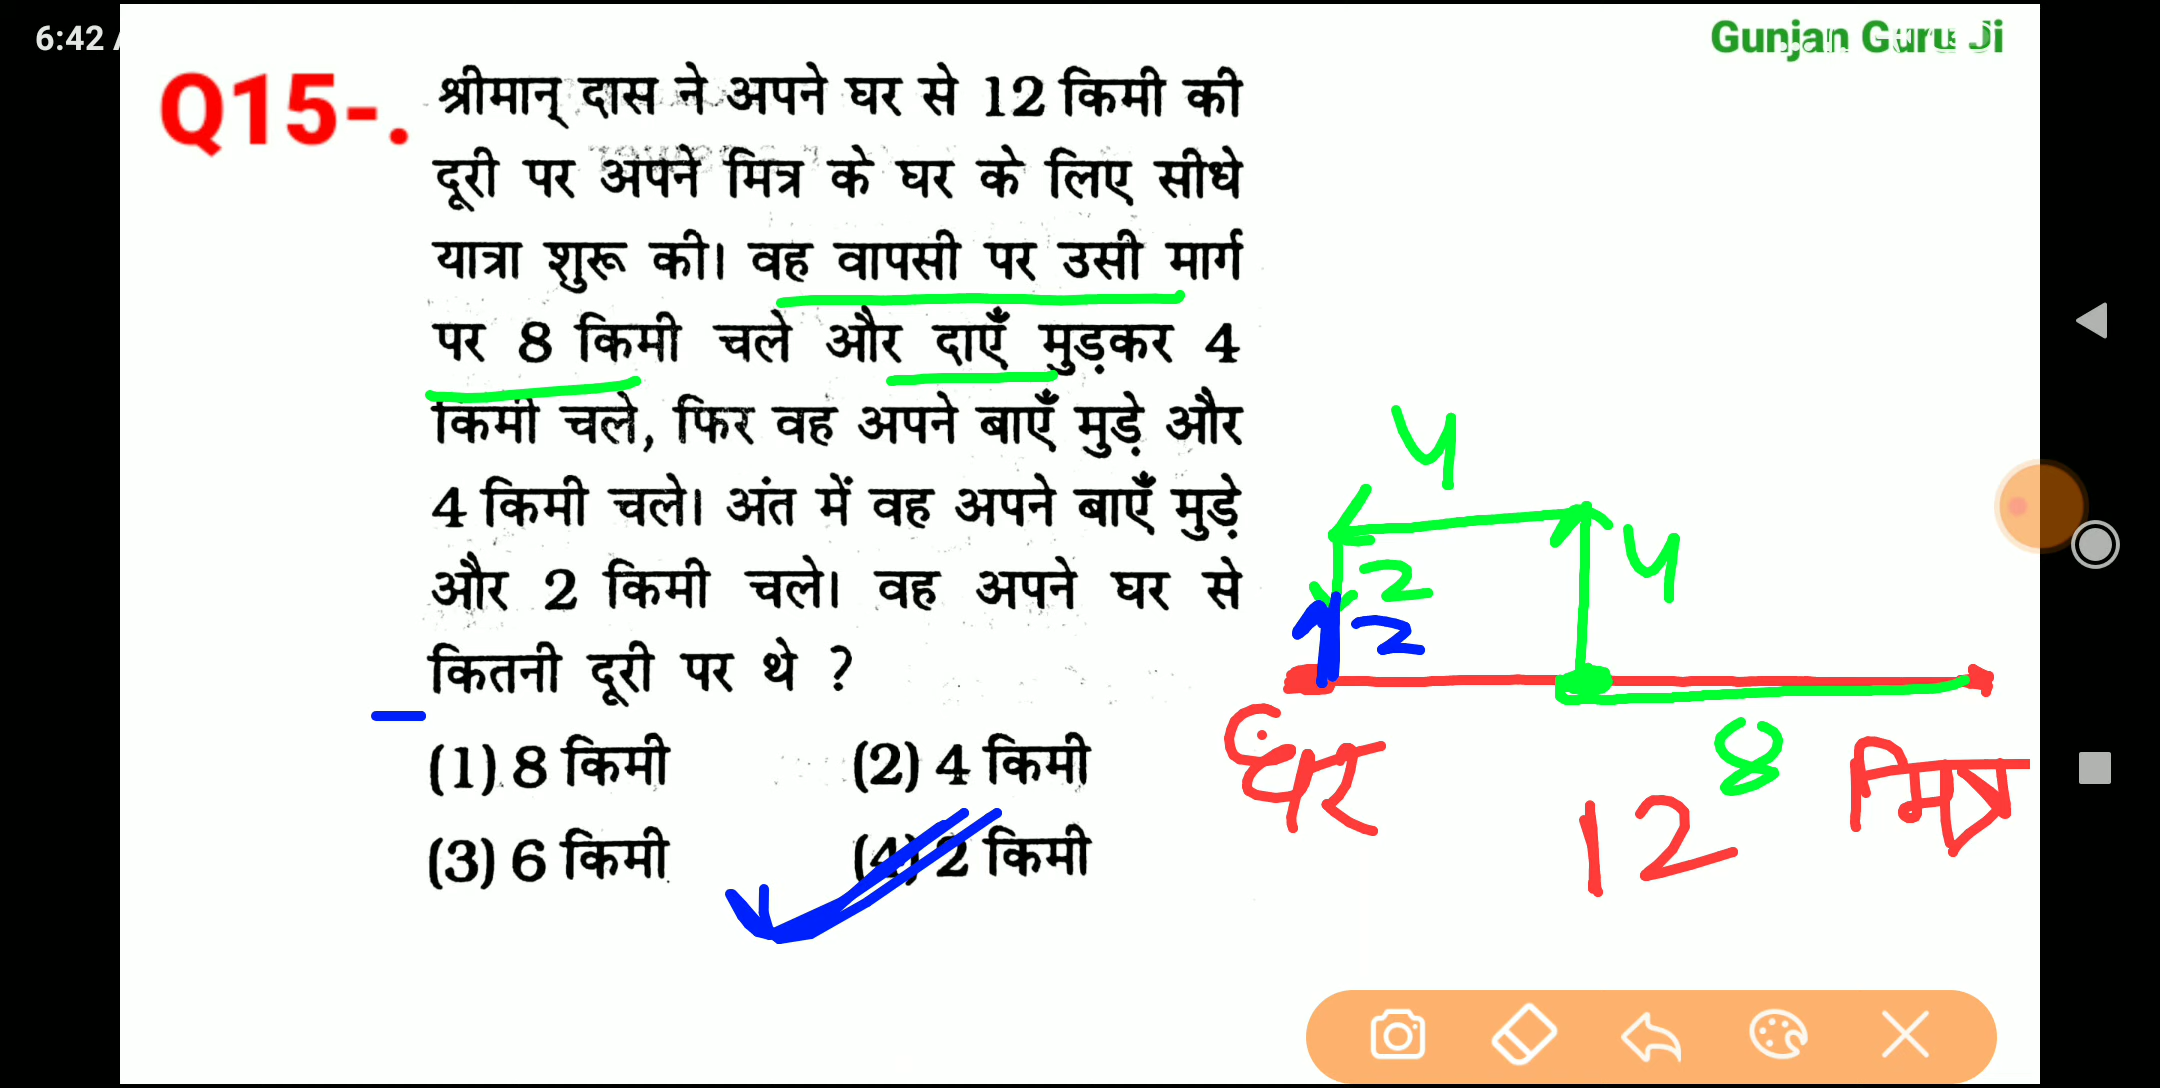 6:42
Gunjan Guru Ji
Q15-.
श्रीमान् दास ने अपने घर से 12 किमी की
दूरी पर अपने मित्र के घर के लिए सीधे
यात्रा शुरू की। वह वापसी पर उसी मार्ग
पर 8 किमी चले और दाएँ मुड़कर 4
किमी चले, फिर वह अपने बाएँ मुड़े और
4 किमी चले। अंत में वह अपने बाएँ मुड़े
और 2 किमी चले। वह अपने घर से
कितनी दूरी पर थे ?
(1) 8 किमी (2) 4 किमी
(3) 6 किमी (4) 2 किमी
4
4
2
2
घर
8
12
मित्र